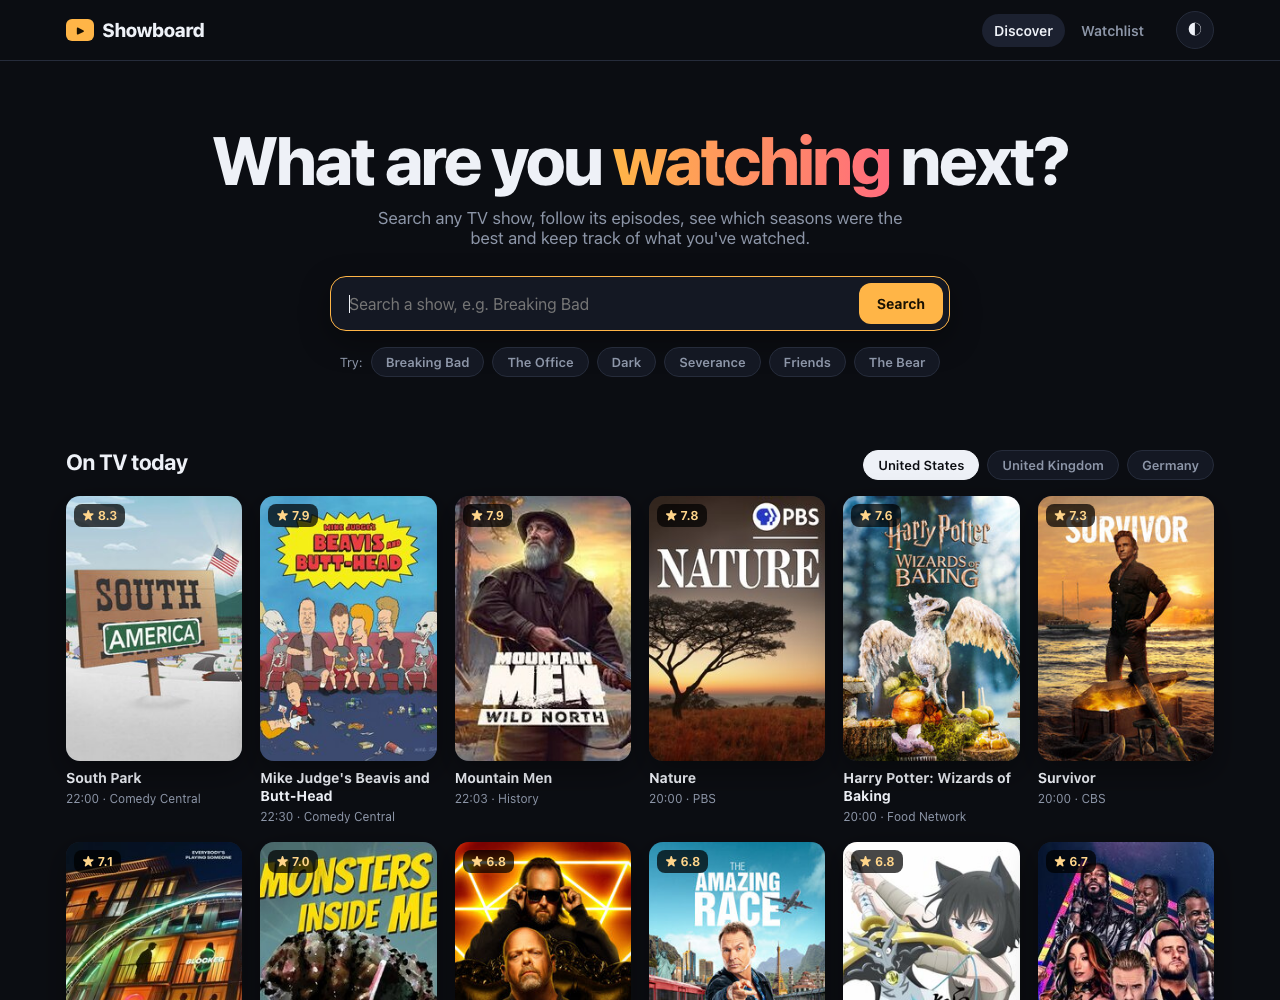 Showboard
Discover
Watchlist
What are you watching next?
Search any TV show, follow its episodes, see which seasons were the
best and keep track of what you've watched.
Search a show, e.g. Breaking Bad
Search
Try:
Breaking Bad
The Office
Dark
Severance
Friends
The Bear
On TV today
United States
United Kingdom
Germany
★ 8.3
SOUTH
AMERICA
★ 7.9
MIKE JUDGE'S
BEAVIS AND
BUTT-HEAD
★ 7.9
MOUNTAIN
MEN
WILD NORTH
★ 7.8
PBS
NATURE
★ 7.6
Harry Potter
WIZARDS OF
BAKING
★ 7.3
SURVIVOR
South Park
22:00 · Comedy Central
Mike Judge's Beavis and
Butt-Head
22:30 · Comedy Central
Mountain Men
22:03 · History
Nature
20:00 · PBS
Harry Potter: Wizards of
Baking
20:00 · Food Network
Survivor
20:00 · CBS
★ 7.1
EVERYBODY'S
PLAYING SOMEONE
BLOCKED
★ 7.0
MONSTERS
INSIDE ME
★ 6.8
★ 6.8
THE
AMAZING
RACE
★ 6.8
★ 6.7